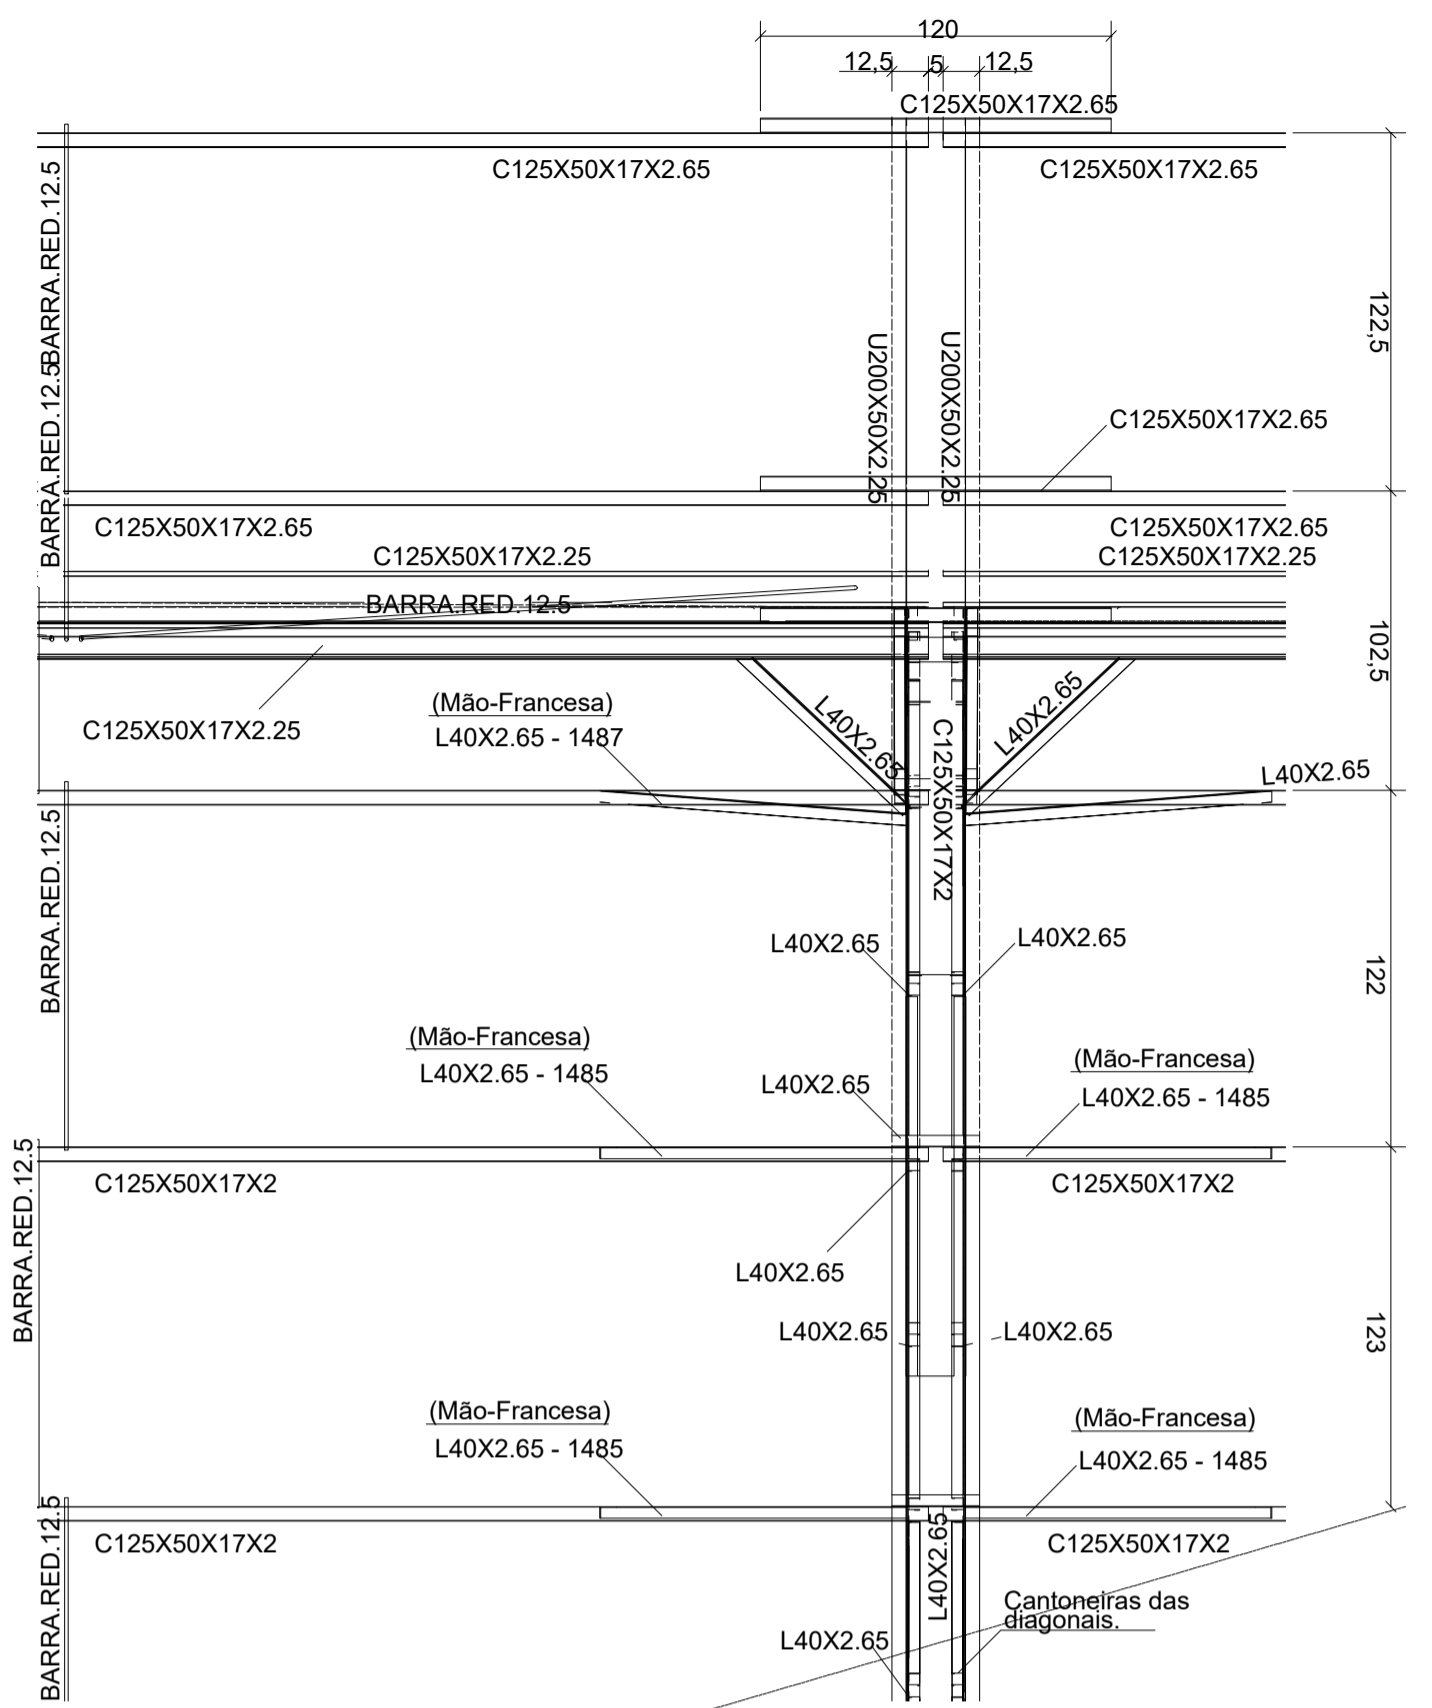 120
12,5
5
12,5
C125X50X17X2.65
C125X50X17X2.65
C125X50X17X2.65
BARRA.RED.12.5
122,5
U200X50X2.25
U200X50X2.25
BARRA.RED.12.5
C125X50X17X2.65
C125X50X17X2.65
C125X50X17X2.65
C125X50X17X2.25
C125X50X17X2.25
BARRA.RED.12.5
102,5
(Mão-Francesa)
L40X2.65 - 1487
C125X50X17X2.25
L40X2.65
L40X2.65
C125X50X17X2
L40X2.65
BARRA.RED.12.5
L40X2.65
L40X2.65
122
(Mão-Francesa)
L40X2.65 - 1485
L40X2.65
(Mão-Francesa)
L40X2.65 - 1485
BARRA.RED.12.5
C125X50X17X2
C125X50X17X2
L40X2.65
L40X2.65
L40X2.65
123
(Mão-Francesa)
L40X2.65 - 1485
(Mão-Francesa)
L40X2.65 - 1485
BARRA.RED.12.5
C125X50X17X2
L40X2.65
C125X50X17X2
Cantoneiras das
diagonais.
L40X2.65